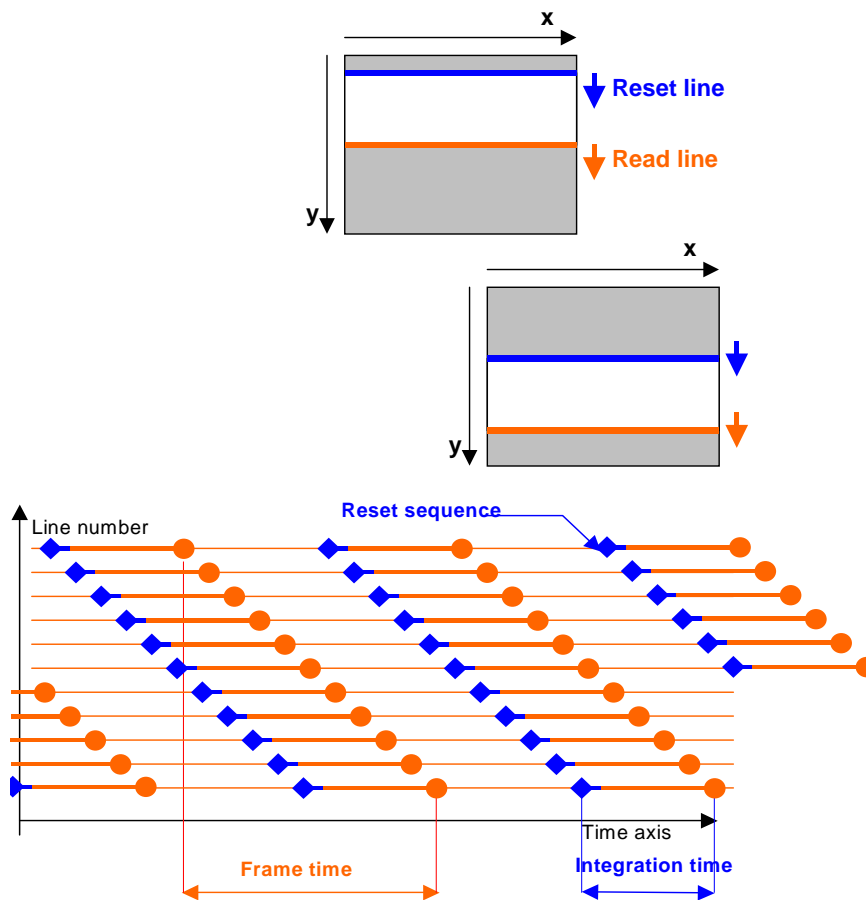 x
Reset line
Read line
y
x
y
Reset sequence
Line number
Time axis
Frame time
Integration time